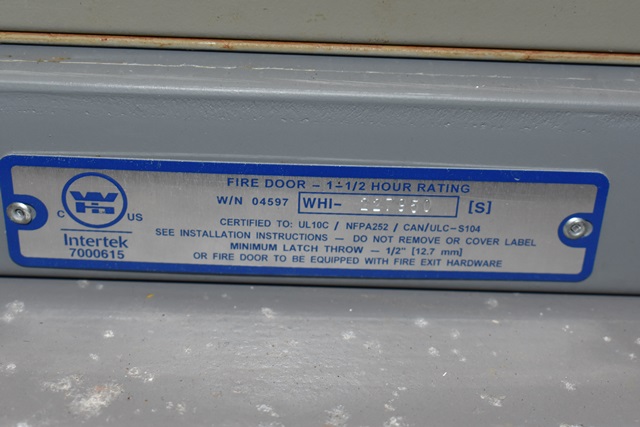 FIRE DOOR – 1-1/2 HOUR RATING
W/N 04597 WHI- [S]
CERTIFIED TO: UL10C / NFPA252 / CAN/ULC-S104
SEE INSTALLATION INSTRUCTIONS – DO NOT REMOVE OR COVER LABEL
MINIMUM LATCH THROW – 1/2" [12.7 mm]
OR FIRE DOOR TO BE EQUIPPED WITH FIRE EXIT HARDWARE
WH
C US
Intertek
7000615